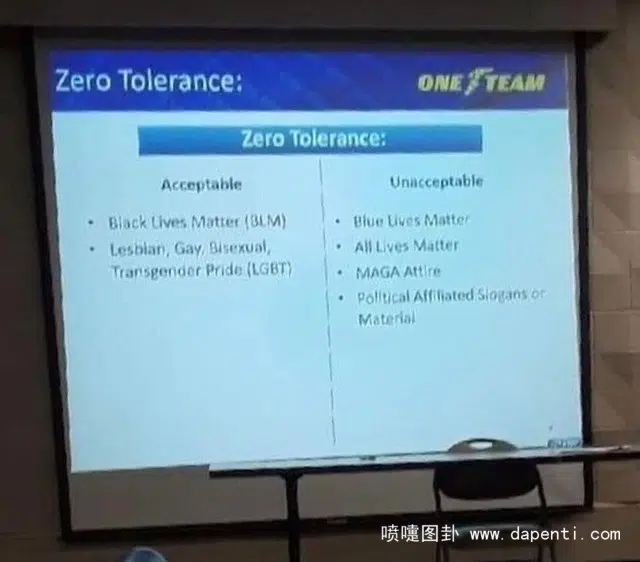 Zero Tolerance:
ONE TEAM
Zero Tolerance:
Acceptable
• Black Lives Matter (BLM)
• Lesbian, Gay, Bisexual,
Transgender Pride (LGBT)
Unacceptable
• Blue Lives Matter
• All Lives Matter
• MAGA Attire
• Political Affiliated Slogans or
Material
喷嚏图卦 www.dapenti.com